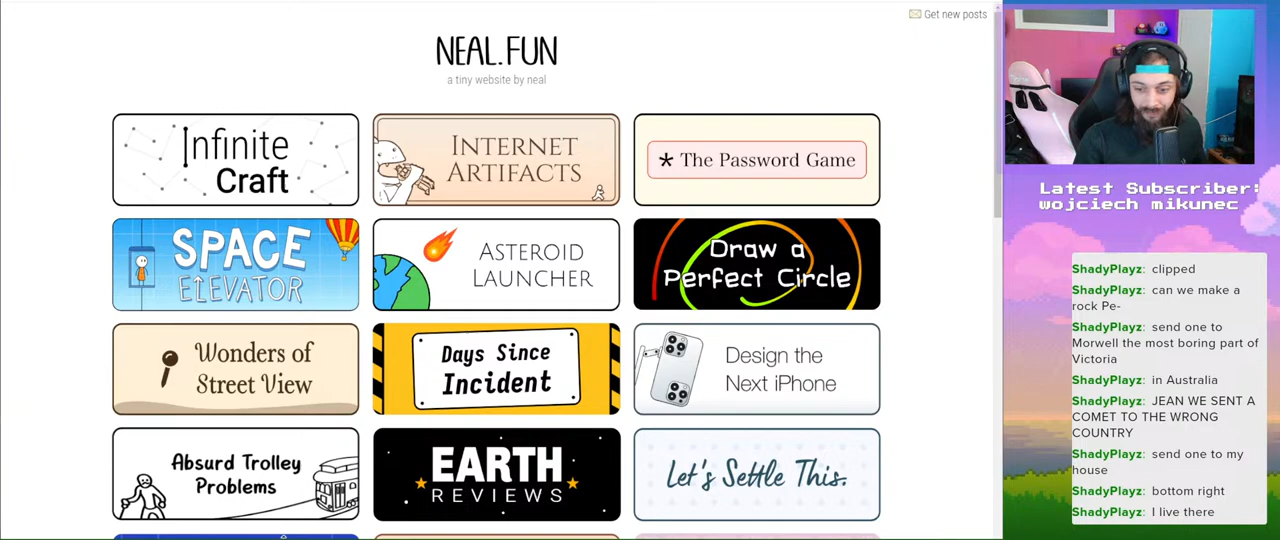 Get new posts
NEAL.FUN
a tiny website by neal
Infinite
Craft
INTERNET
ARTIFACTS
* The Password Game
SPACE
ELEVATOR
ASTEROID
LAUNCHER
Draw a
Perfect Circle
Wonders of
Street View
Days Since
Incident
Design the
Next iPhone
Absurd Trolley
Problems
EARTH
REVIEWS
Let's Settle This.
Latest Subscriber:
wojciech mikunec
ShadyPlayz: clipped
ShadyPlayz: can we make a
rock Pe-
ShadyPlayz: send one to
Morwell the most boring part of
Victoria
ShadyPlayz: in Australia
ShadyPlayz: JEAN WE SENT A
COMET TO THE WRONG
COUNTRY
ShadyPlayz: send one to my
house
ShadyPlayz: bottom right
ShadyPlayz: I live there